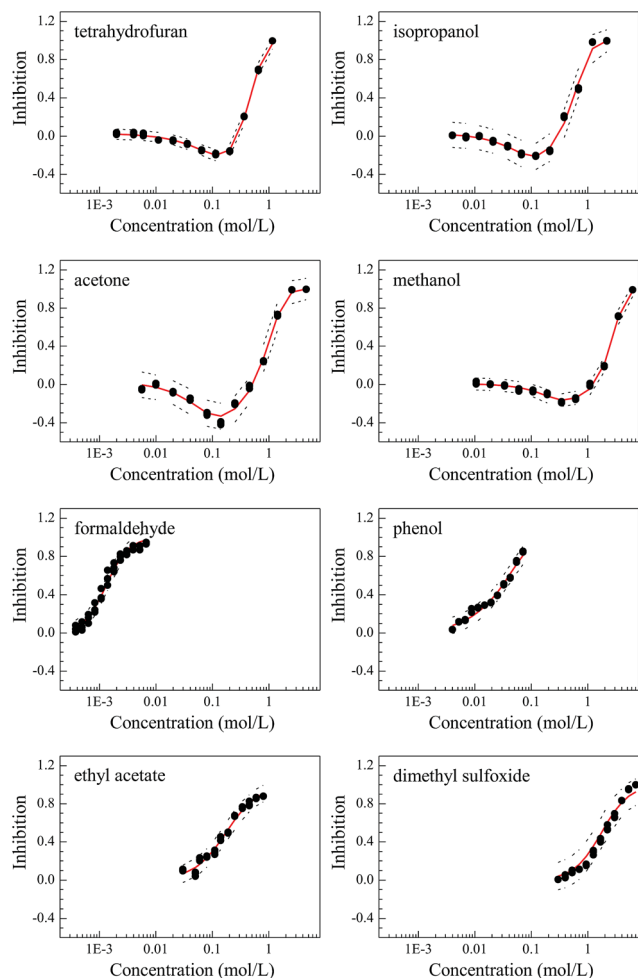 tetrahydrofuran
Inhibition
1.2
0.8
0.4
0.0
-0.4
1E-3 0.01 0.1 1
Concentration (mol/L)
isopropanol
Inhibition
1.2
0.8
0.4
0.0
-0.4
1E-3 0.01 0.1 1
Concentration (mol/L)
acetone
Inhibition
1.2
0.8
0.4
0.0
-0.4
1E-3 0.01 0.1 1
Concentration (mol/L)
methanol
Inhibition
1.2
0.8
0.4
0.0
-0.4
1E-3 0.01 0.1 1
Concentration (mol/L)
formaldehyde
Inhibition
1.2
0.8
0.4
0.0
-0.4
1E-3 0.01 0.1 1
Concentration (mol/L)
phenol
Inhibition
1.2
0.8
0.4
0.0
-0.4
1E-3 0.01 0.1 1
Concentration (mol/L)
ethyl acetate
Inhibition
1.2
0.8
0.4
0.0
-0.4
1E-3 0.01 0.1 1
Concentration (mol/L)
dimethyl sulfoxide
Inhibition
1.2
0.8
0.4
0.0
-0.4
1E-3 0.01 0.1 1
Concentration (mol/L)